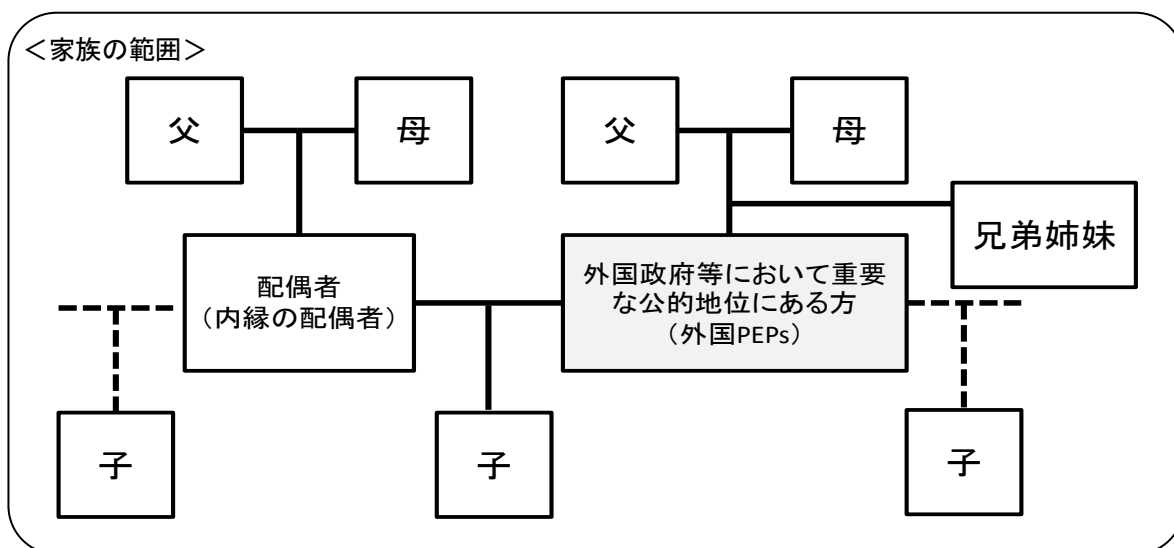 ＜家族の範囲＞
父
母
父
母
兄弟姉妹
配偶者
（内縁の配偶者）
外国政府等において重要
な公的地位にある方
（外国PEPs）
子
子
子